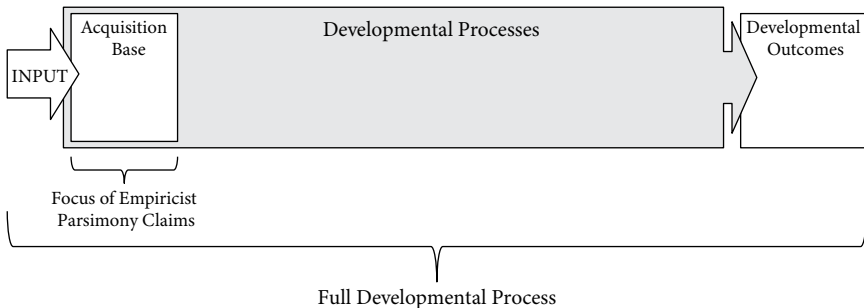 Acquisition
Base
Developmental Processes
Developmental
Outcomes
INPUT
Focus of Empiricist
Parsimony Claims
Full Developmental Process